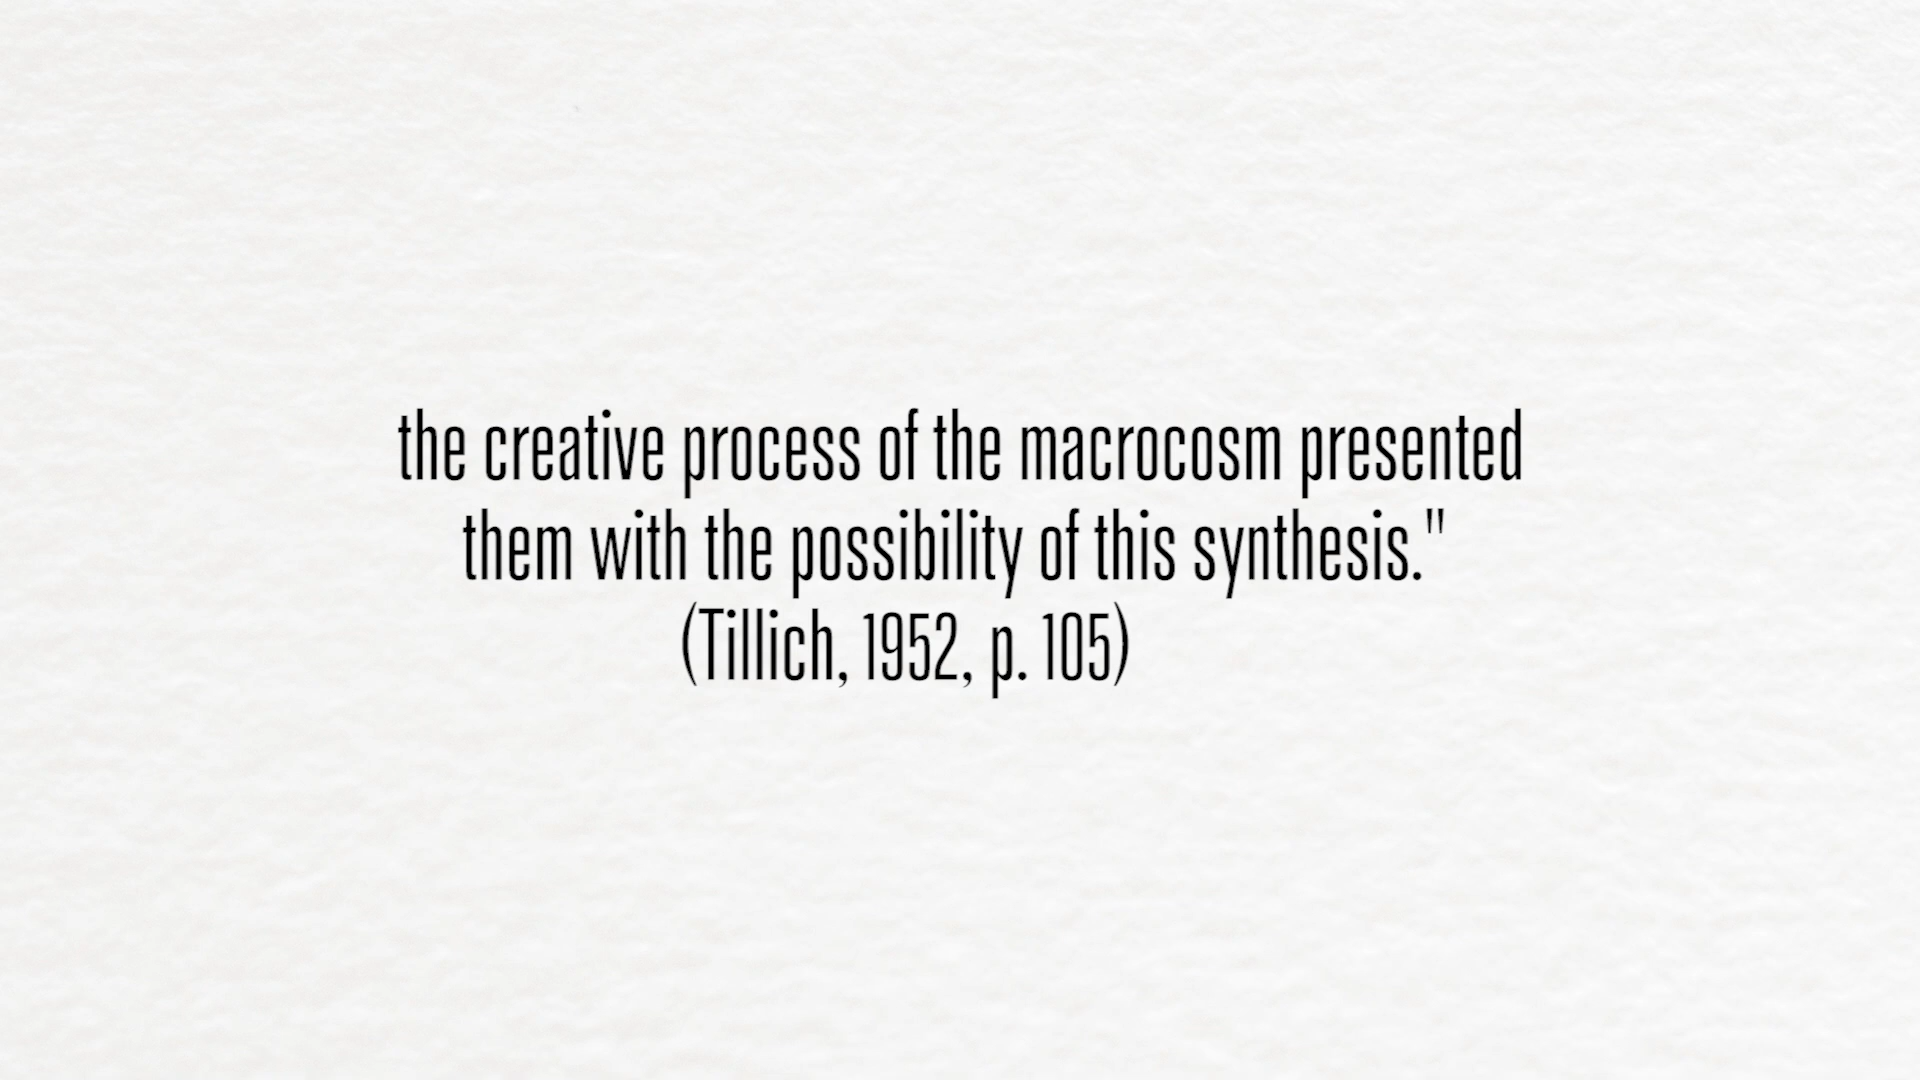 the creative process of the macrocosm presented
them with the possibility of this synthesis."
(Tillich, 1952, p. 105)